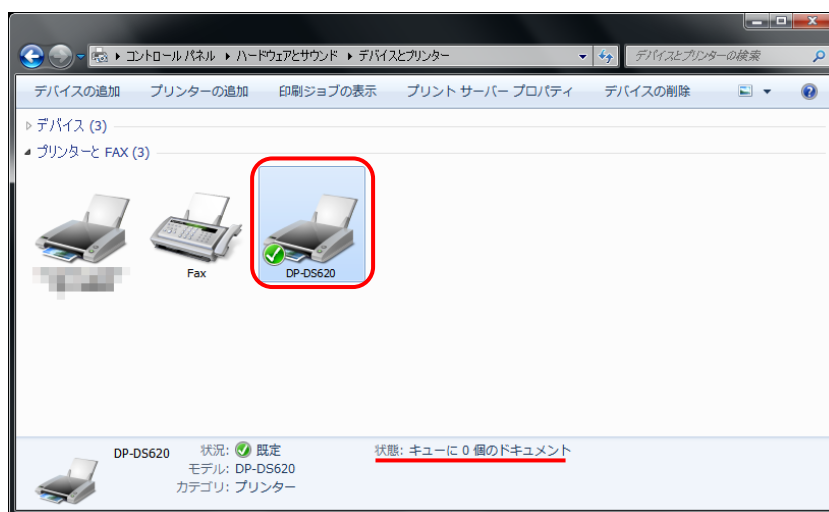 コントロール パネル ▸ ハードウェアとサウンド ▸ デバイスとプリンター
デバイスとプリンターの検索
デバイスの追加 プリンターの追加 印刷ジョブの表示 プリント サーバー プロパティ デバイスの削除
デバイス (3)
プリンターと FAX (3)
Fax
DP-DS620
DP-DS620 状況: 既定 状態: キューに 0 個のドキュメント
モデル: DP-DS620
カテゴリ: プリンター